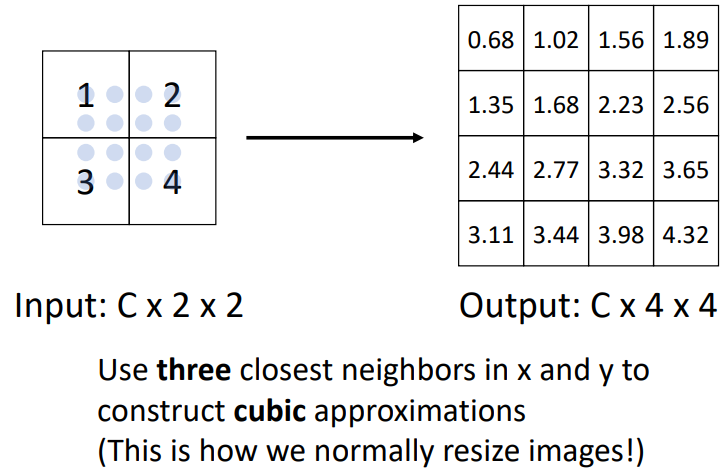 1 2
3 4
0.68 1.02 1.56 1.89
1.35 1.68 2.23 2.56
2.44 2.77 3.32 3.65
3.11 3.44 3.98 4.32
Input: C x 2 x 2
Output: C x 4 x 4
Use three closest neighbors in x and y to
construct cubic approximations
(This is how we normally resize images!)